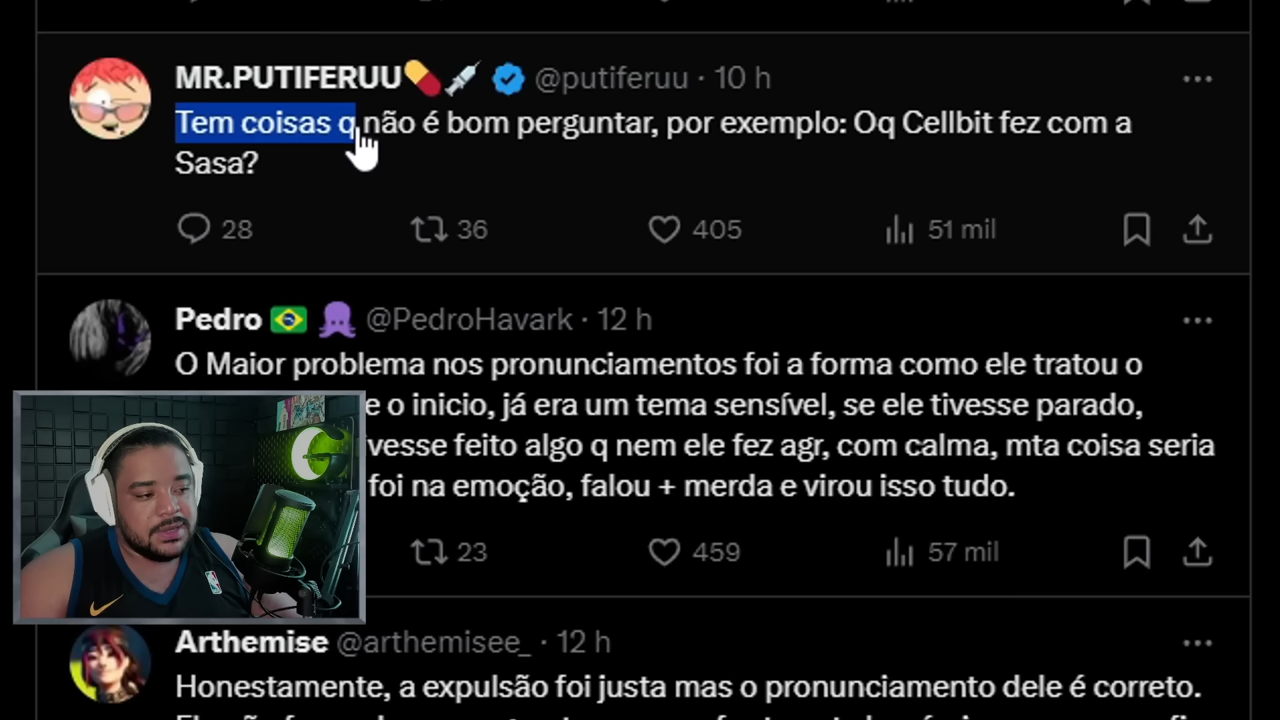 MR.PUTIFERUU @putiferuu · 10 h
Tem coisas q não é bom perguntar, por exemplo: Oq Cellbit fez com a
Sasa?
28 36 405 51 mil
Pedro @PedroHavark · 12 h
O Maior problema nos pronunciamentos foi a forma como ele tratou o
e o inicio, já era um tema sensível, se ele tivesse parado,
vesse feito algo q nem ele fez agr, com calma, mta coisa seria
foi na emoção, falou + merda e virou isso tudo.
23 459 57 mil
Arthemise @arthemisee_ · 12 h
Honestamente, a expulsão foi justa mas o pronunciamento dele é correto.